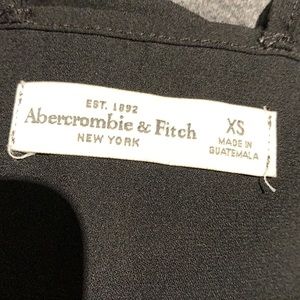 EST. 1892
Abercrombie & Fitch
NEW YORK
XS
MADE IN
GUATEMALA